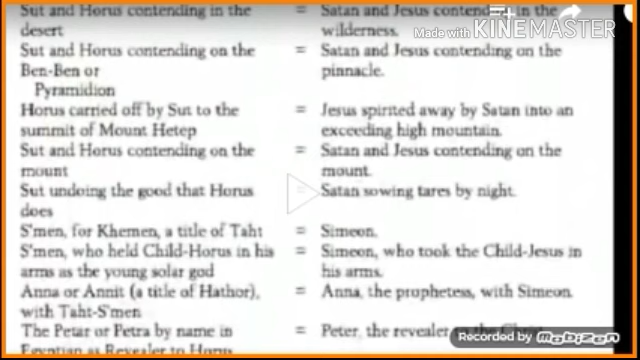 Sut and Horus contending in the = Satan and Jesus contending in the
desert wilderness.
Sut and Horus contending on the = Satan and Jesus contending on the
Ben-Ben or pinnacle.
Pyramidion
Horus carried off by Sut to the = Jesus spirited away by Satan into an
summit of Mount Hetep exceeding high mountain.
Sut and Horus contending on the = Satan and Jesus contending on the
mount mount.
Sut undoing the good that Horus = Satan sowing tares by night.
does
S'men, for Khemen, a title of Taht = Simeon.
S'men, who held Child-Horus in his = Simeon, who took the Child-Jesus in
arms as the young solar god his arms.
Anna or Annit (a title of Hathor), = Anna, the prophetess, with Simeon.
with Taht-S'men
The Petar or Petra by name in = Peter, the revealer
Egyptian as Revealer to Horus
Made with KINEMASTER
Recorded by Mobizen